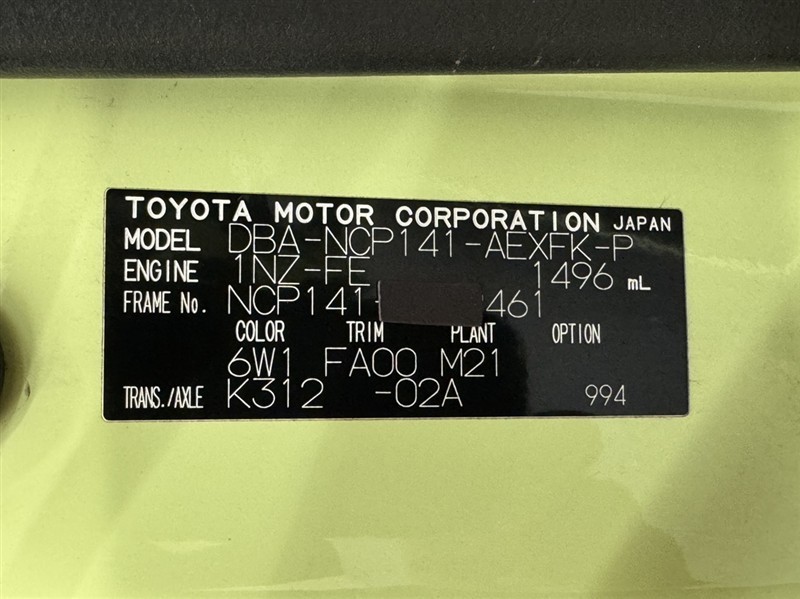 TOYOTA MOTOR CORPORATION JAPAN
MODEL DBA-NCP141-AEXFK-P
ENGINE 1NZ-FE 1496 mL
FRAME No. NCP141- 461
COLOR TRIM PLANT OPTION
6W1 FA00 M21
TRANS./AXLE K312 -02A 994